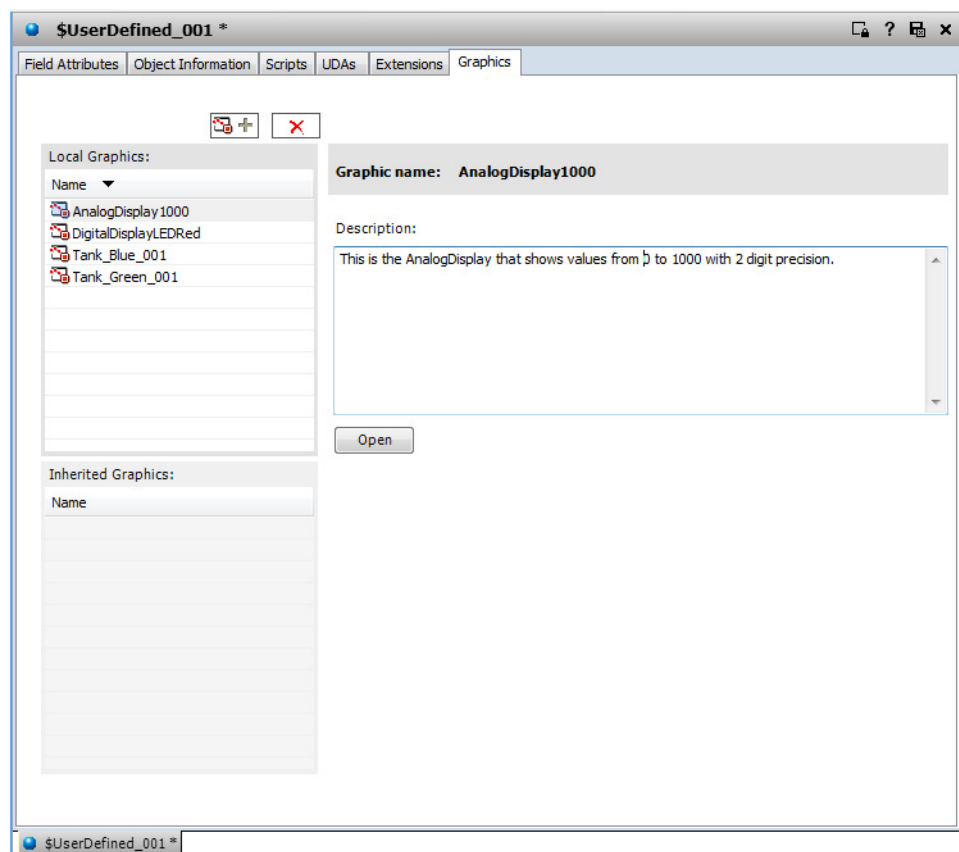 $UserDefined_001 *
?
Field Attributes Object Information Scripts UDAs Extensions Graphics
Local Graphics:
Name
AnalogDisplay1000
DigitalDisplayLEDRed
Tank_Blue_001
Tank_Green_001
Graphic name: AnalogDisplay1000
Description:
This is the AnalogDisplay that shows values from 0 to 1000 with 2 digit precision.
Open
Inherited Graphics:
Name
$UserDefined_001 *